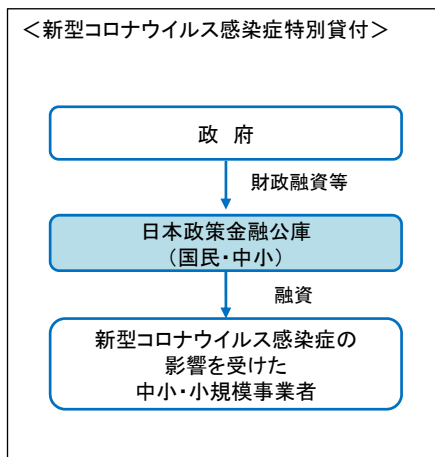 ＜新型コロナウイルス感染症特別貸付＞
政 府
財政融資等
日本政策金融公庫
（国民・中小）
融資
新型コロナウイルス感染症の
影響を受けた
中小・小規模事業者